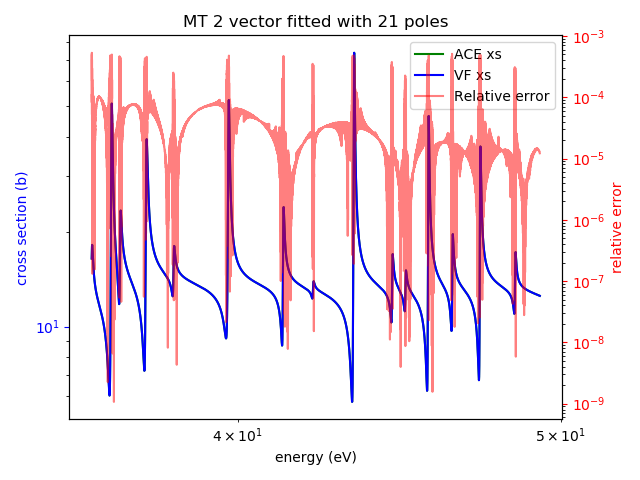 MT 2 vector fitted with 21 poles
ACE xs
VF xs
Relative error
cross section (b)
10¹
10⁻³
10⁻⁴
10⁻⁵
10⁻⁶
10⁻⁷
10⁻⁸
10⁻⁹
relative error
4 × 10¹
5 × 10¹
energy (eV)